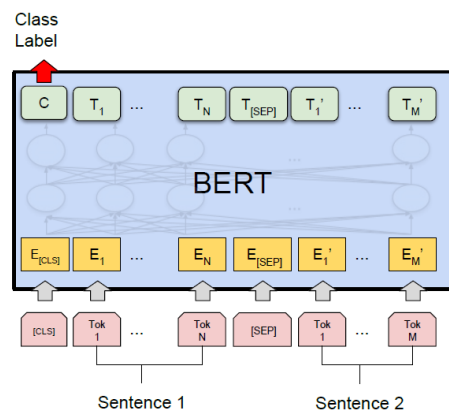 Class
Label
C T1 ... TN T[SEP] T1' ... TM'
...
BERT
...
E[CLS] E1 ... EN E[SEP] E1' ... EM'
[CLS] Tok 1 ... Tok N [SEP] Tok 1 ... Tok M
Sentence 1 Sentence 2